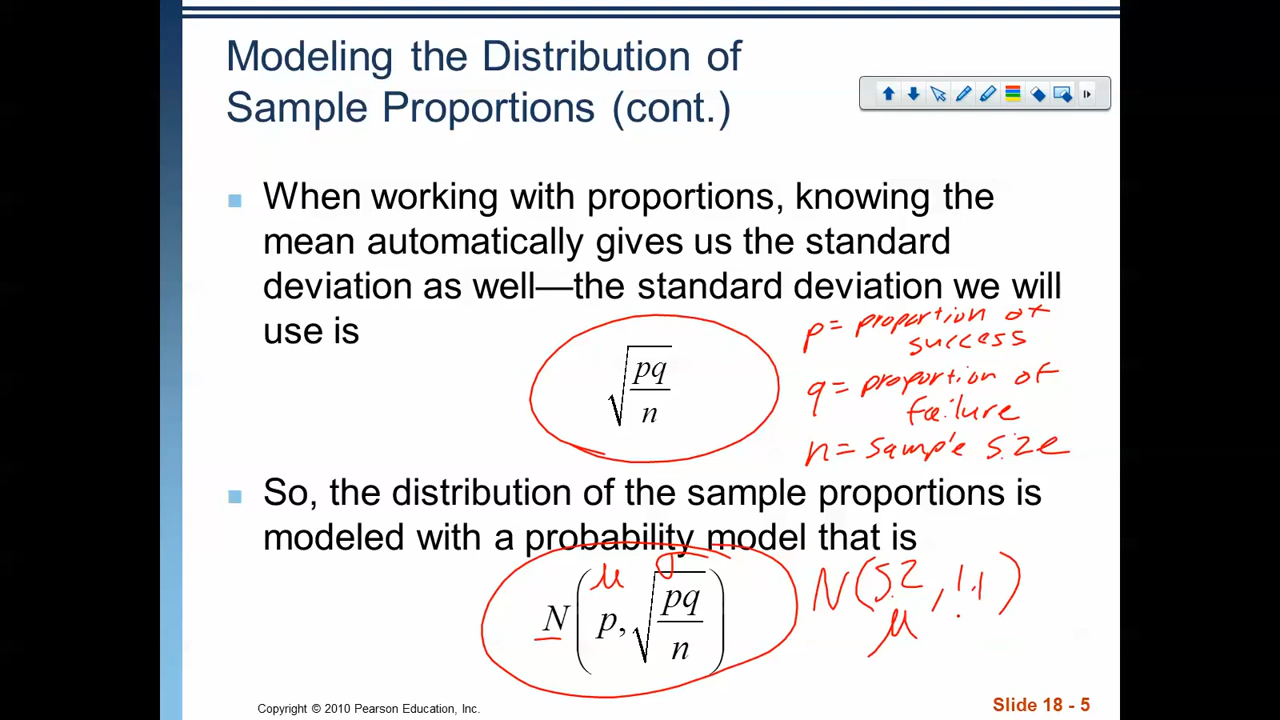 Modeling the Distribution of
Sample Proportions (cont.)
When working with proportions, knowing the
mean automatically gives us the standard
deviation as well—the standard deviation we will
use is
p = proportion of
success
√(pq/n)
q = proportion of
failure
n = sample size
So, the distribution of the sample proportions is
modeled with a probability model that is
μ σ
N(p, √(pq/n))
N(5.2, 1.1)
μ
Copyright © 2010 Pearson Education, Inc.
Slide 18 - 5